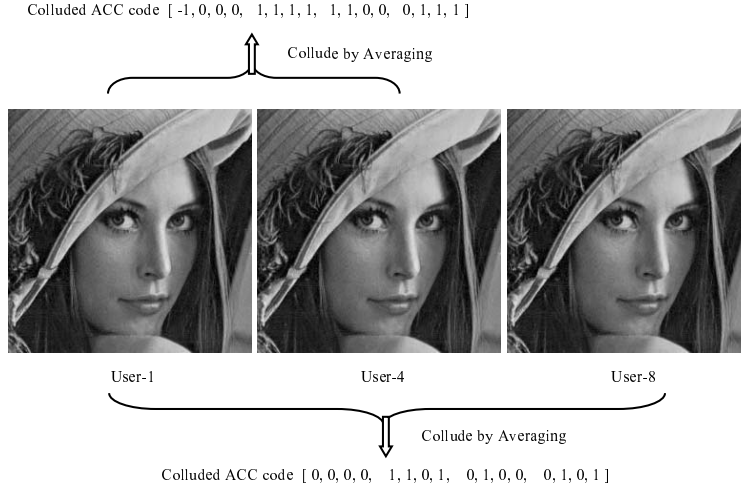 Colluded ACC code [ -1, 0, 0, 0, 1, 1, 1, 1, 1, 1, 0, 0, 0, 1, 1, 1 ]
Collude by Averaging
User-1 User-4 User-8
Collude by Averaging
Colluded ACC code [ 0, 0, 0, 0, 1, 1, 0, 1, 0, 1, 0, 0, 0, 1, 0, 1 ]